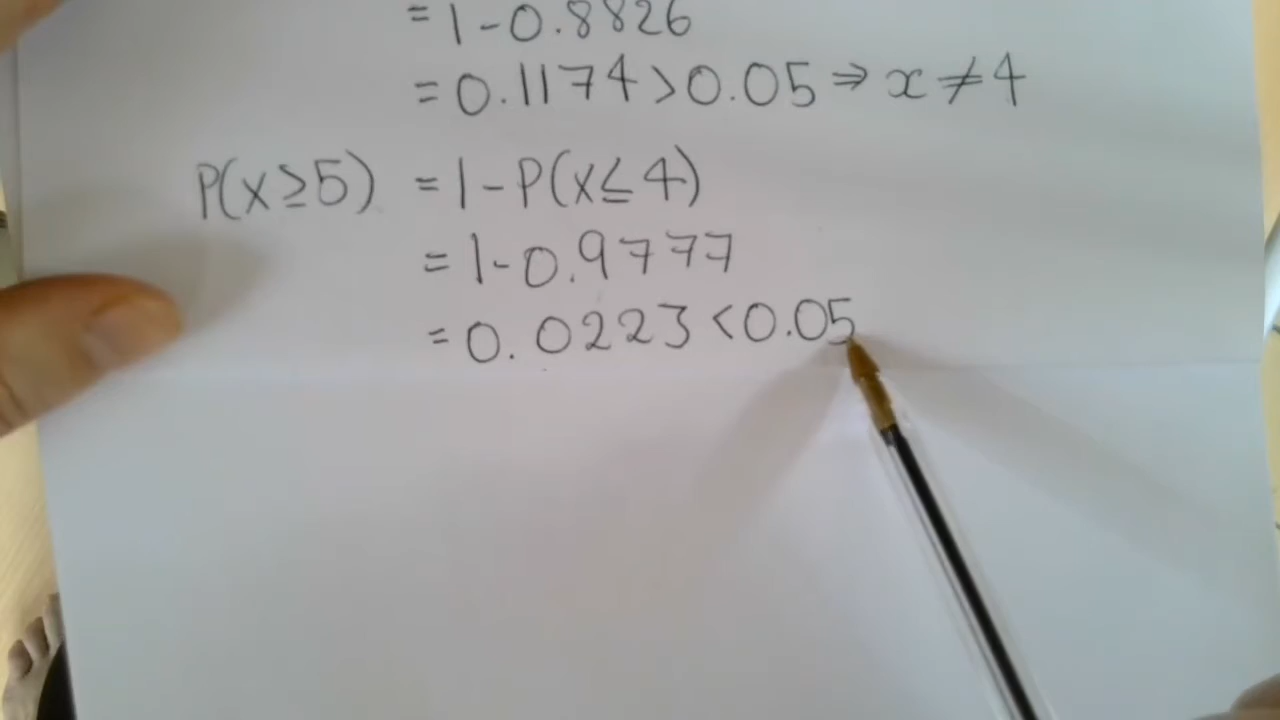 = 1 - 0.8826
= 0.1174 > 0.05 ⇒ x ≠ 4
P(x ≥ 5) = 1 - P(x ≤ 4)
= 1 - 0.9777
= 0.0223 < 0.05